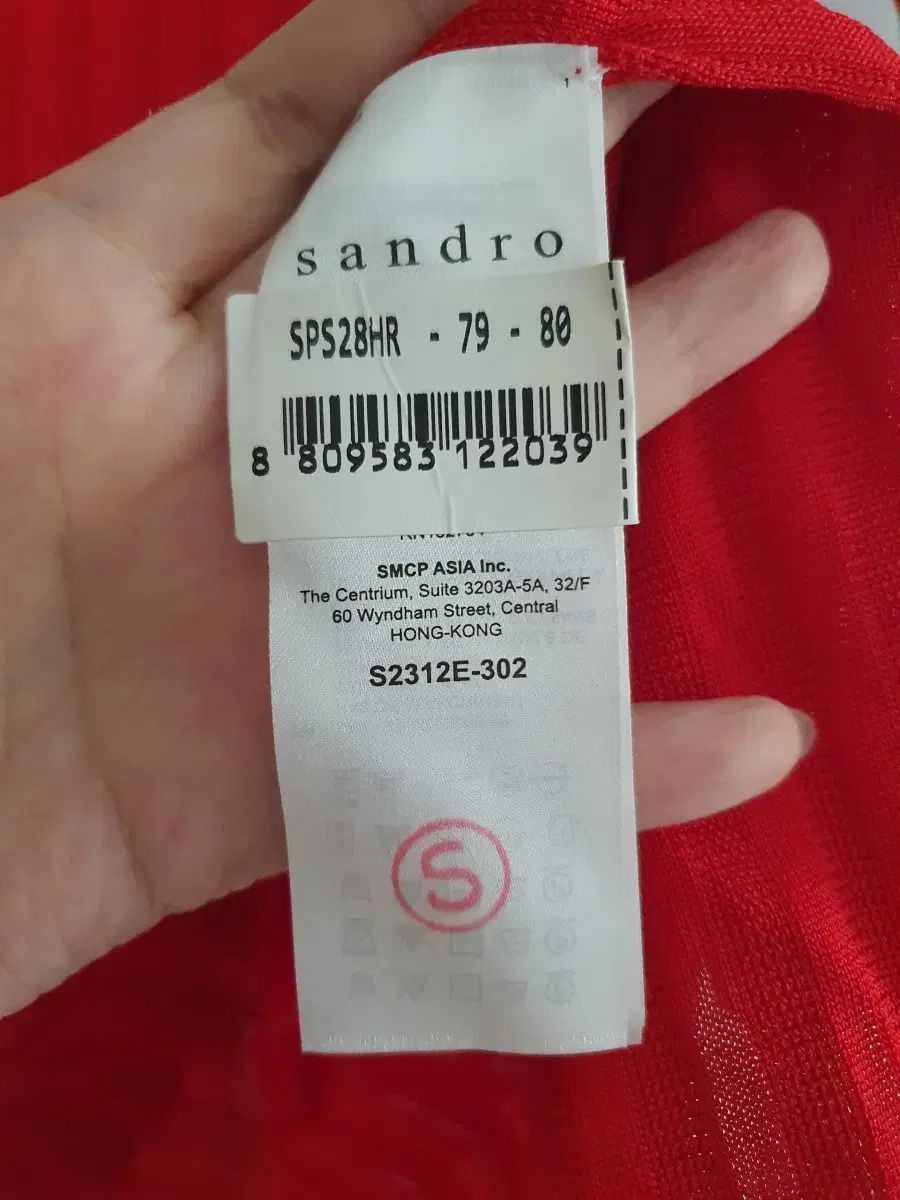 sandro
SPS28HR - 79 - 80
8 809583 122039
SMCP ASIA Inc.
The Centrium, Suite 3203A-5A, 32/F
60 Wyndham Street, Central
HONG-KONG
S2312E-302
S